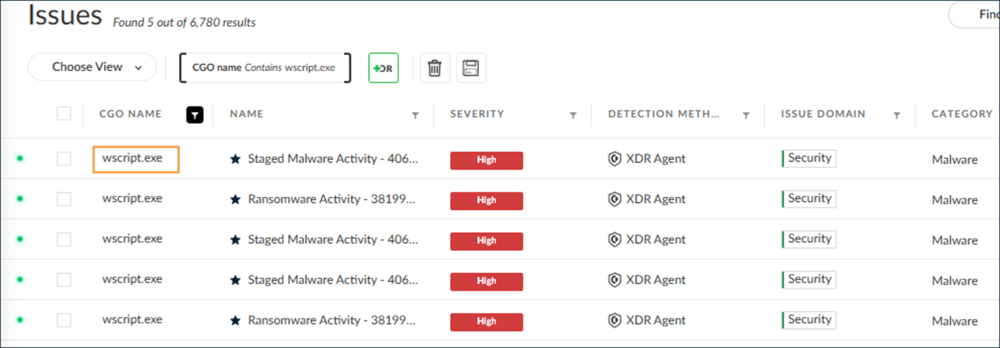 Issues Found 5 out of 6,780 results
Choose View CGO name Contains wscript.exe +OR
CGO NAME NAME SEVERITY DETECTION METH... ISSUE DOMAIN CATEGORY
wscript.exe Staged Malware Activity - 406... High XDR Agent Security Malware
wscript.exe Ransomware Activity - 38199... High XDR Agent Security Malware
wscript.exe Staged Malware Activity - 406... High XDR Agent Security Malware
wscript.exe Staged Malware Activity - 406... High XDR Agent Security Malware
wscript.exe Ransomware Activity - 38199... High XDR Agent Security Malware